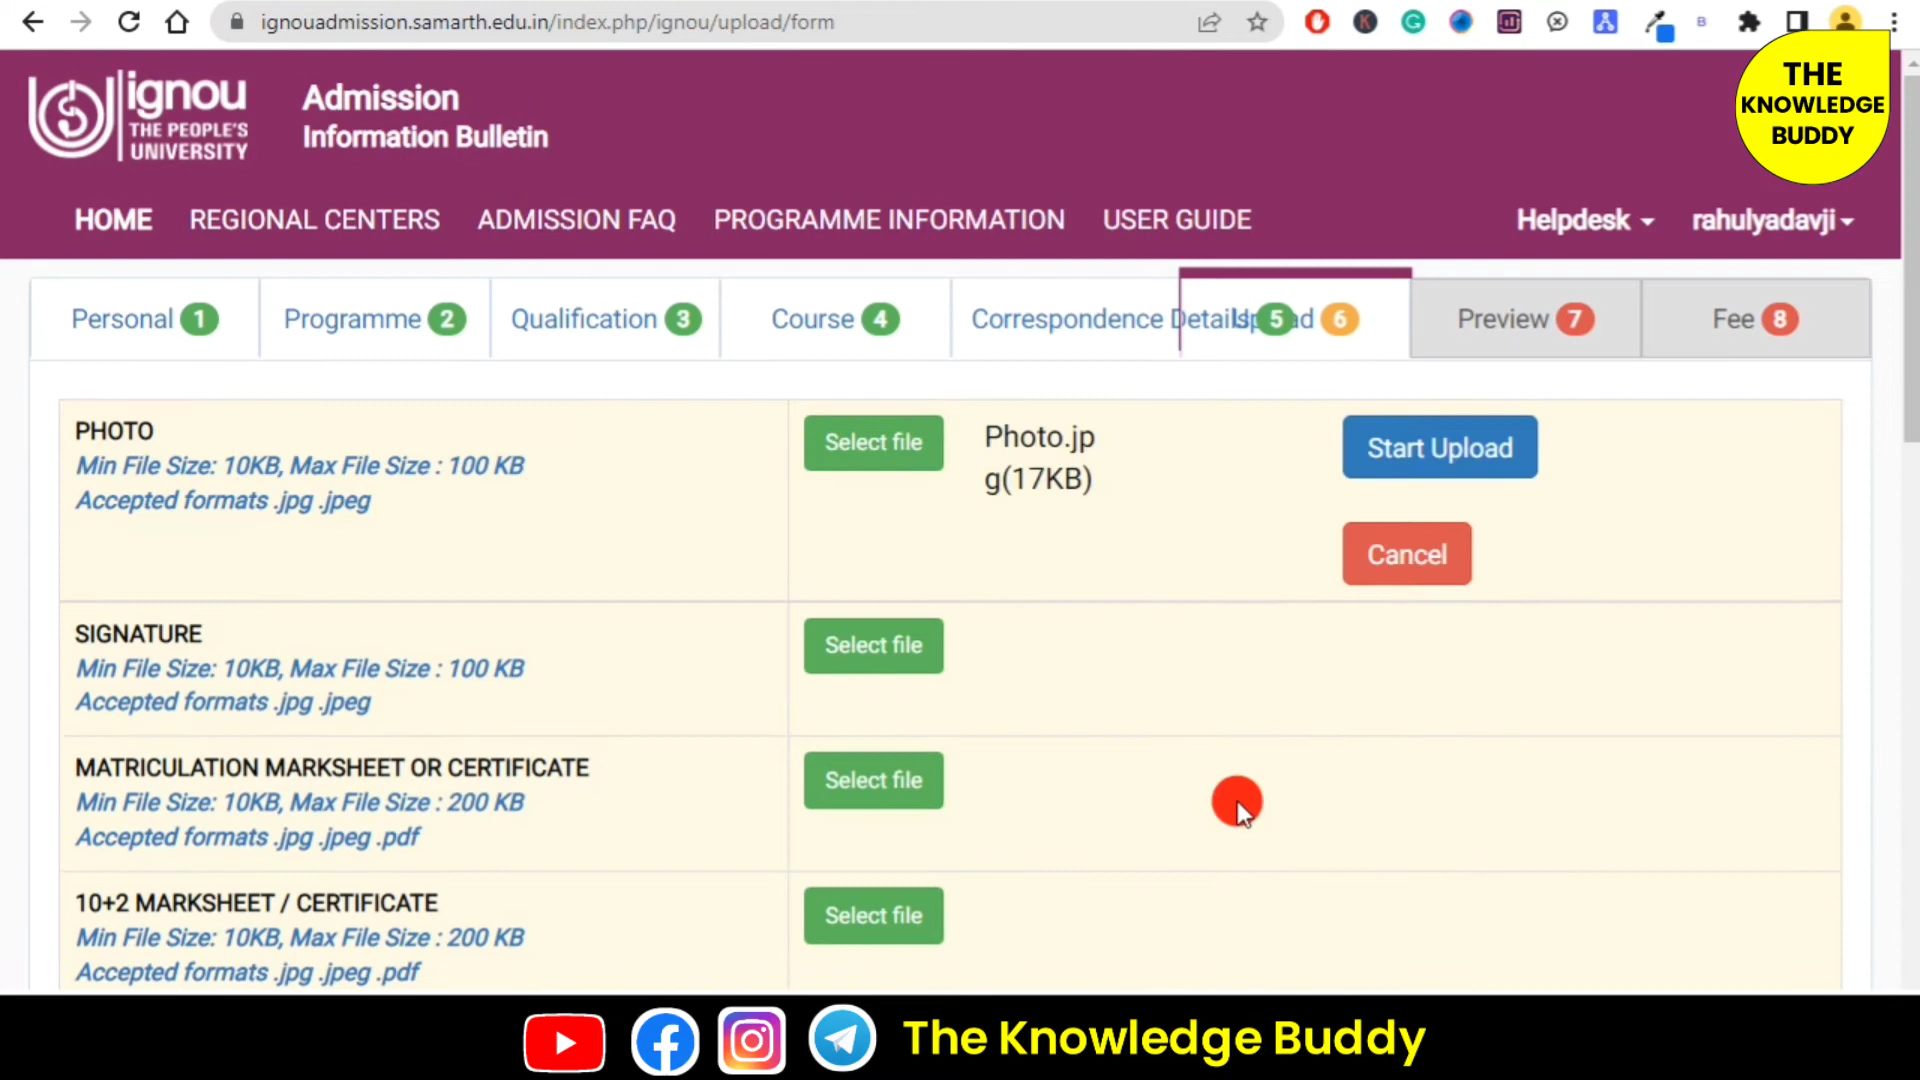 ignouadmission.samarth.edu.in/index.php/ignou/upload/form
ignou
THE PEOPLE'S
UNIVERSITY
Admission
Information Bulletin
THE
KNOWLEDGE
BUDDY
HOME REGIONAL CENTERS ADMISSION FAQ PROGRAMME INFORMATION USER GUIDE Helpdesk rahulyadavji
Personal 1 Programme 2 Qualification 3 Course 4 Correspondence Details 5 Upload 6 Preview 7 Fee 8
PHOTO
Min File Size: 10KB, Max File Size : 100 KB
Accepted formats .jpg .jpeg
Select file
Photo.jp
g(17KB)
Start Upload
Cancel
SIGNATURE
Min File Size: 10KB, Max File Size : 100 KB
Accepted formats .jpg .jpeg
Select file
MATRICULATION MARKSHEET OR CERTIFICATE
Min File Size: 10KB, Max File Size : 200 KB
Accepted formats .jpg .jpeg .pdf
Select file
10+2 MARKSHEET / CERTIFICATE
Min File Size: 10KB, Max File Size : 200 KB
Accepted formats .jpg .jpeg .pdf
Select file
The Knowledge Buddy